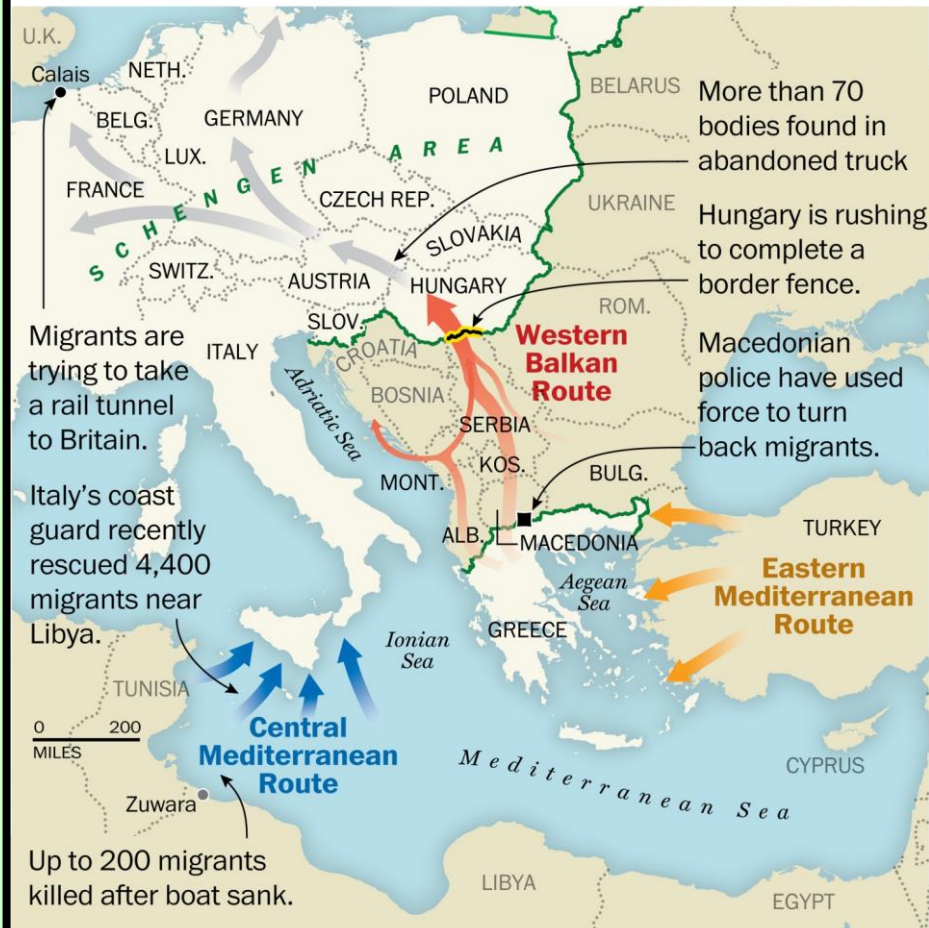 U.K.
Calais
NETH.
BELG.
GERMANY
POLAND
BELARUS
LUX.
SCHENGEN AREA
FRANCE
CZECH REP.
UKRAINE
SLOVAKIA
SWITZ.
AUSTRIA
HUNGARY
SLOV.
ROM.
ITALY
CROATIA
BOSNIA
Adriatic Sea
SERBIA
KOS.
MONT.
BULG.
ALB.
MACEDONIA
TURKEY
Aegean
Sea
GREECE
Ionian
Sea
TUNISIA
CYPRUS
Mediterranean Sea
Zuwara
LIBYA
EGYPT
0 200
MILES
More than 70
bodies found in
abandoned truck
Hungary is rushing
to complete a
border fence.
Western
Balkan
Route
Macedonian
police have used
force to turn
back migrants.
Migrants are
trying to take
a rail tunnel
to Britain.
Italy’s coast
guard recently
rescued 4,400
migrants near
Libya.
Eastern
Mediterranean
Route
Central
Mediterranean
Route
Up to 200 migrants
killed after boat sank.